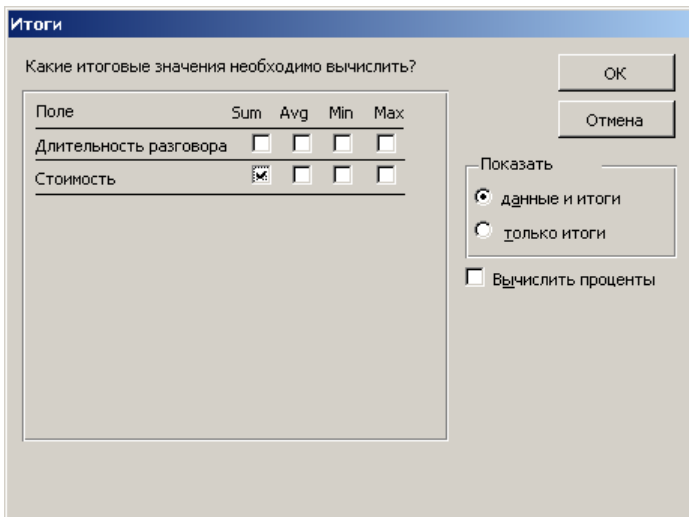 Итоги
Какие итоговые значения необходимо вычислить?
ОК
Отмена
Поле Sum Avg Min Max
Длительность разговора
Стоимость
Показать
данные и итоги
только итоги
Вычислить проценты